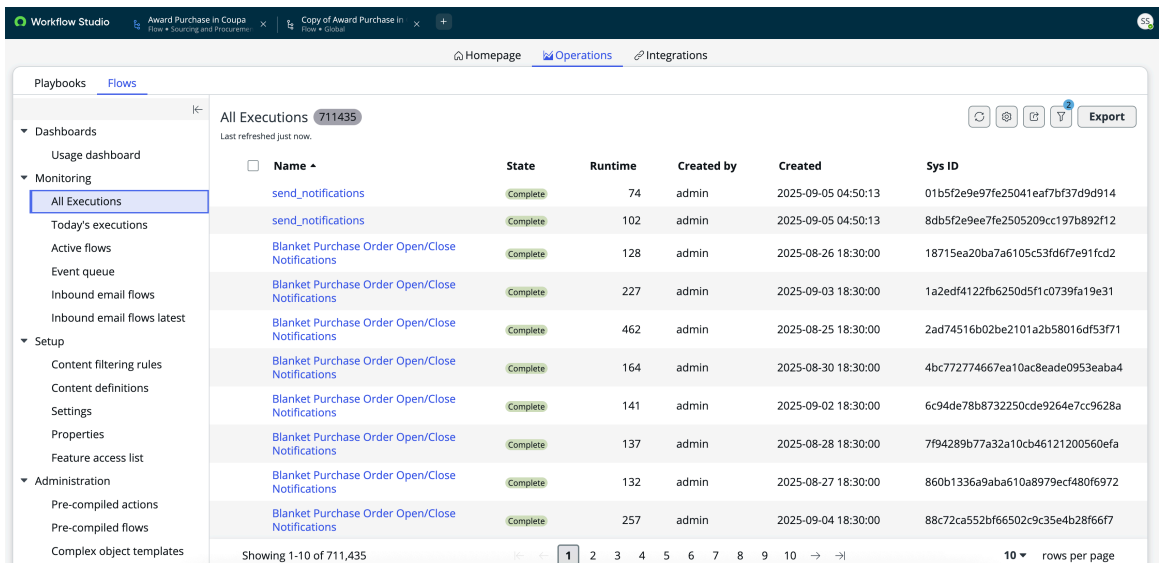 Workflow Studio
Award Purchase in Coupa
Flow • Sourcing and Procuremen
Copy of Award Purchase in
Flow • Global
SS
Homepage Operations Integrations
Playbooks Flows
Dashboards
Usage dashboard
Monitoring
All Executions
Today's executions
Active flows
Event queue
Inbound email flows
Inbound email flows latest
Setup
Content filtering rules
Content definitions
Settings
Properties
Feature access list
Administration
Pre-compiled actions
Pre-compiled flows
Complex object templates
All Executions 711435
Last refreshed just now.
2
Export
Name State Runtime Created by Created Sys ID
send_notifications Complete 74 admin 2025-09-05 04:50:13 01b5f2e9e97fe25041eaf7bf37d9d914
send_notifications Complete 102 admin 2025-09-05 04:50:13 8db5f2e9ee7fe2505209cc197b892f12
Blanket Purchase Order Open/Close
Notifications Complete 128 admin 2025-08-26 18:30:00 18715ea20ba7a6105c53fd6f7e91fcd2
Blanket Purchase Order Open/Close
Notifications Complete 227 admin 2025-09-03 18:30:00 1a2edf4122fb6250d5f1c0739fa19e31
Blanket Purchase Order Open/Close
Notifications Complete 462 admin 2025-08-25 18:30:00 2ad74516b02be2101a2b58016df53f71
Blanket Purchase Order Open/Close
Notifications Complete 164 admin 2025-08-30 18:30:00 4bc772774667ea10ac8eade0953eaba4
Blanket Purchase Order Open/Close
Notifications Complete 141 admin 2025-09-02 18:30:00 6c94de78b8732250cde9264e7cc9628a
Blanket Purchase Order Open/Close
Notifications Complete 137 admin 2025-08-28 18:30:00 7f94289b77a32a10cb46121200560efa
Blanket Purchase Order Open/Close
Notifications Complete 132 admin 2025-08-27 18:30:00 860b1336a9aba610a8979ecf480f6972
Blanket Purchase Order Open/Close
Notifications Complete 257 admin 2025-09-04 18:30:00 88c72ca552bf66502c9c35e4b28f66f7
Showing 1-10 of 711,435 1 2 3 4 5 6 7 8 9 10 10 rows per page